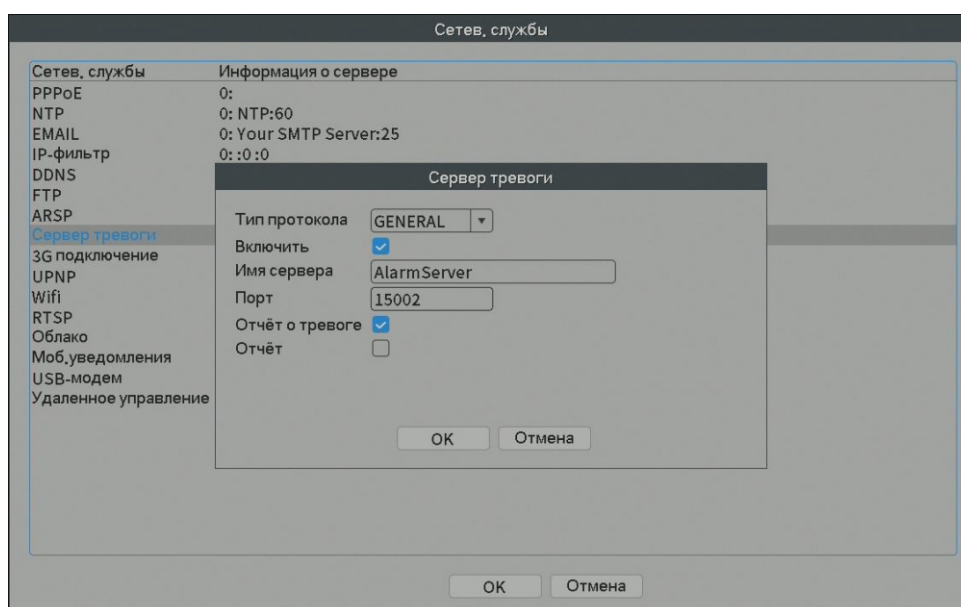 Сетев. службы
Сетев. службы Информация о сервере
PPPoE 0:
NTP 0: NTP:60
EMAIL 0: Your SMTP Server:25
IP-фильтр 0: :0 :0
DDNS
FTP
ARSP
Сервер тревоги
3G подключение
UPNP
Wifi
RTSP
Облако
Моб.уведомления
USB-модем
Удаленное управление
Сервер тревоги
Тип протокола GENERAL
Включить
Имя сервера AlarmServer
Порт 15002
Отчёт о тревоге
Отчёт
OK Отмена
OK Отмена